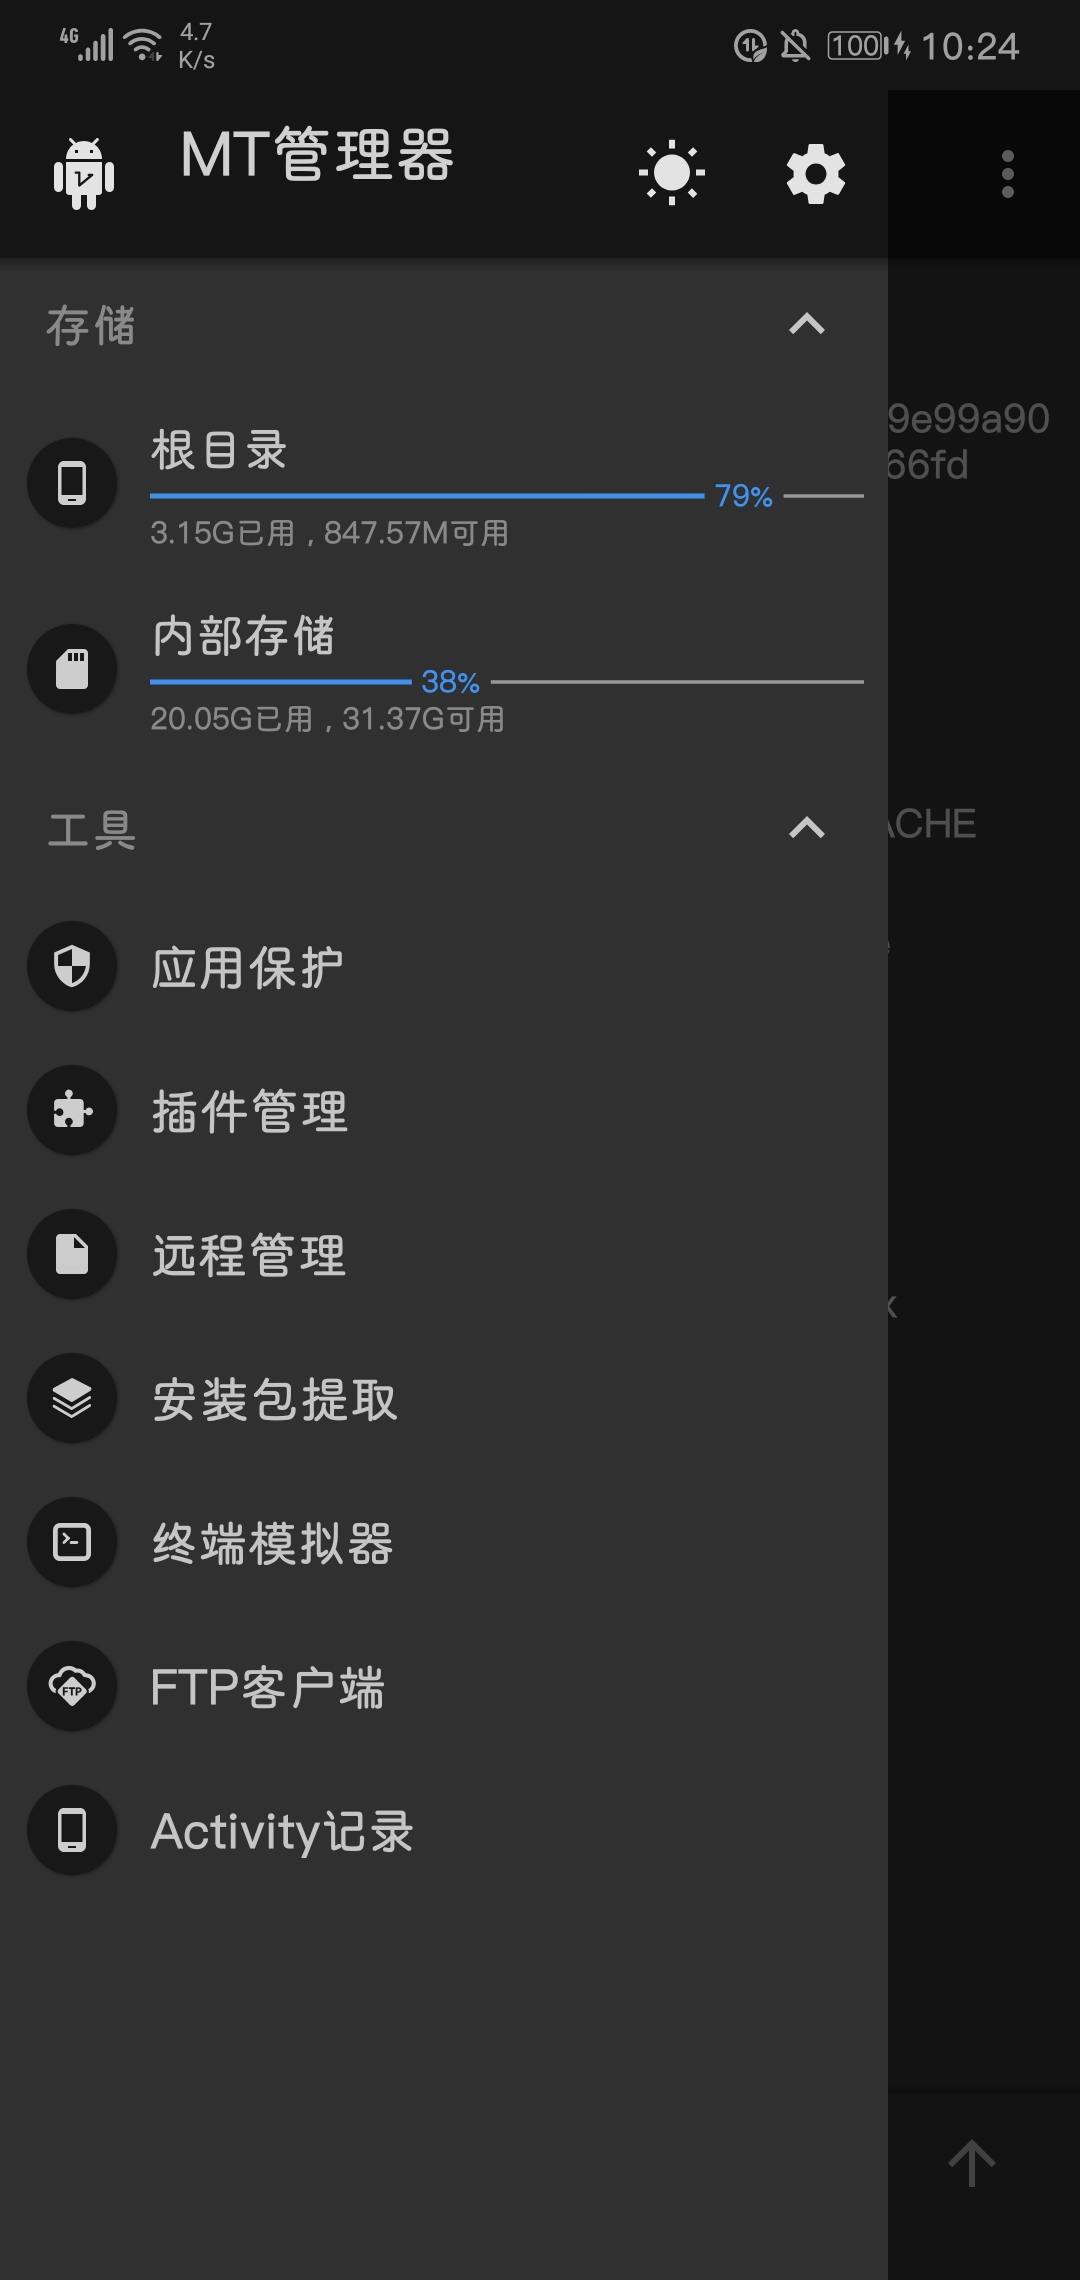 4G 4.7 K/s 100 10:24
MT管理器
存储
9e99a90
66fd
根目录
79%
3.15G已用，847.57M可用
内部存储
38%
20.05G已用，31.37G可用
工具
ACHE
应用保护
插件管理
远程管理
x
安装包提取
终端模拟器
FTP
FTP客户端
Activity记录